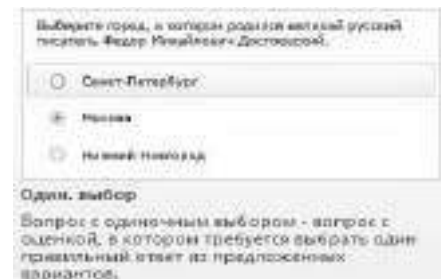 Выберите город, в котором родился великий русский
писатель Федор Михайлович Достоевский.
Санкт-Петербург
Москва
Нижний Новгород
Один. выбор
Вопрос с одиночным выбором - вопрос с
оценкой, в котором требуется выбрать один
правильный ответ из предложенных
вариантов.